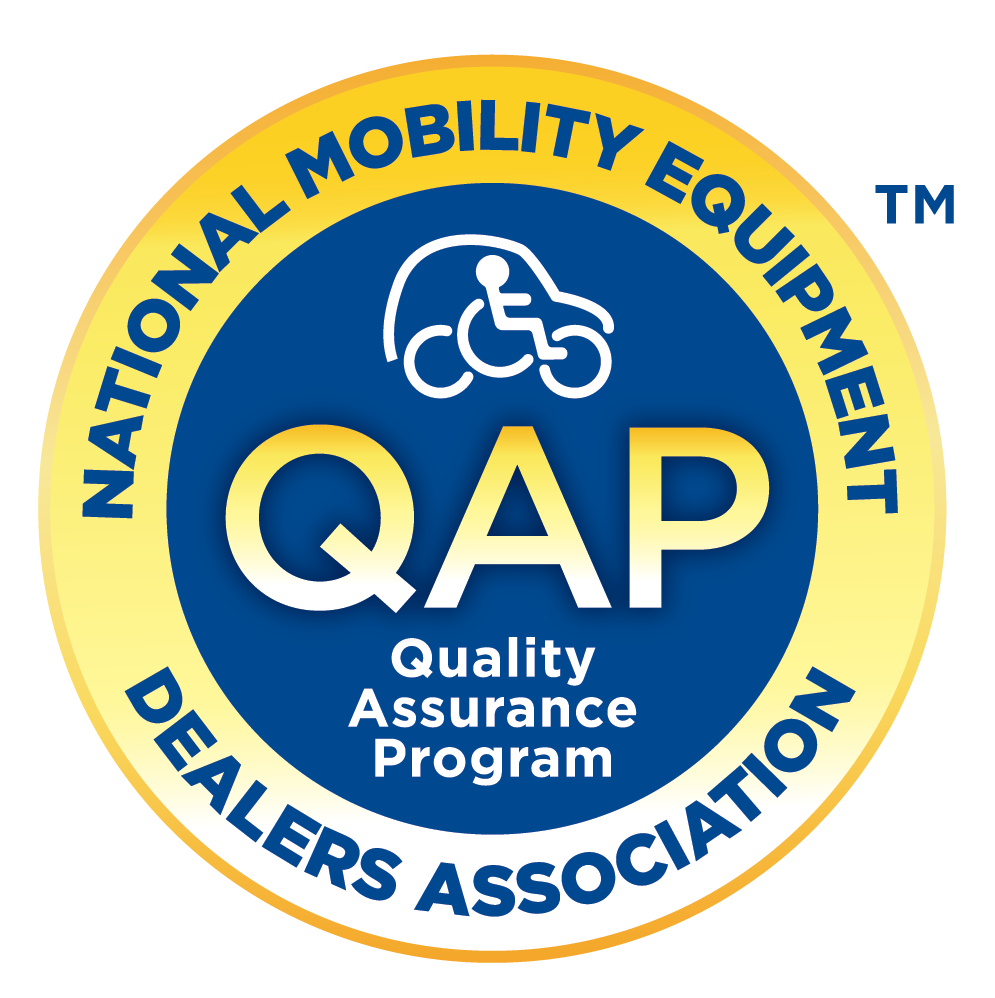 NATIONAL MOBILITY EQUIPMENT
TM
QAP
Quality
Assurance
Program
DEALERS ASSOCIATION